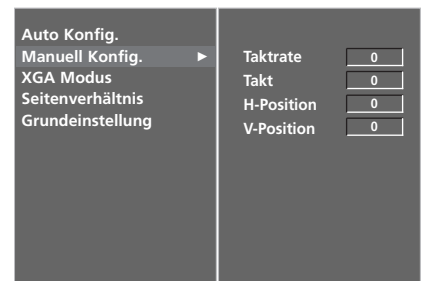 Auto Konfig.
Manuell Konfig. ►
XGA Modus
Seitenverhältnis
Grundeinstellung
Taktrate 0
Takt 0
H-Position 0
V-Position 0